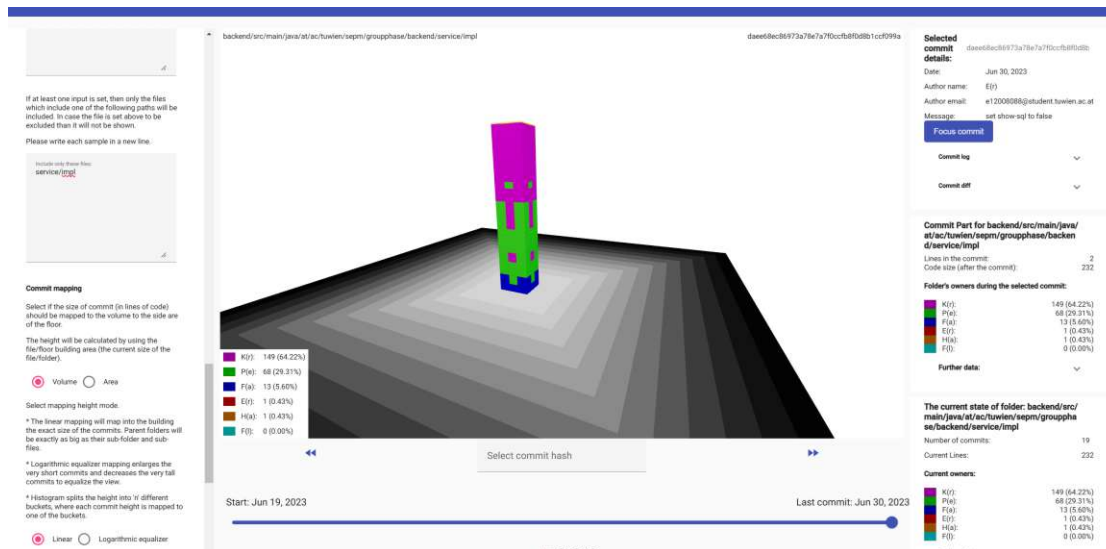 If at least one input is set, then only the files
which include one of the following paths will be
included. In case the file is set above to be
excluded than it will not be shown.
Please write each sample in a new line.
Include only these files:
service/impl
Commit mapping
Select if the size of commit (in lines of code)
should be mapped to the volume to the side are
of the floor.
The height will be calculated by using the
file/floor building area (the current size of the
file/folder).
Volume
Area
Select mapping height mode.
* The linear mapping will map into the building
the exact size of the commits. Parent folders will
be exactly as big as their sub-folder and sub-
files.
* Logarithmic equalizer mapping enlarges the
very short commits and decreases the very tall
commits to equalize the view.
* Histogram splits the height into 'n' different
buckets, where each commit height is mapped to
one of the buckets.
Linear
Logarithmic equalizer
backend/src/main/java/at/ac/tuwien/sepm/groupphase/backend/service/impl
daee68ec86973a78e7a7f0ccfb8f0d8b1ccf099a
K(r): 149 (64.22%)
P(e): 68 (29.31%)
F(a): 13 (5.60%)
E(r): 1 (0.43%)
H(a): 1 (0.43%)
F(l): 0 (0.00%)
Select commit hash
Start: Jun 19, 2023
Last commit: Jun 30, 2023
Selected
commit
details:
daee68ec86973a78e7a7f0ccfb8f0d8b
Date: Jun 30, 2023
Author name: E(r)
Author email: e12008088@student.tuwien.ac.at
Message: set show-sql to false
Focus commit
Commit log
Commit diff
Commit Part for backend/src/main/java/
at/ac/tuwien/sepm/groupphase/backen
d/service/impl
Lines in the commit: 2
Code size (after the commit): 232
Folder's owners during the selected commit:
K(r): 149 (64.22%)
P(e): 68 (29.31%)
F(a): 13 (5.60%)
E(r): 1 (0.43%)
H(a): 1 (0.43%)
F(l): 0 (0.00%)
Further data:
The current state of folder: backend/src/
main/java/at/ac/tuwien/sepm/grouppha
se/backend/service/impl
Number of commits: 19
Current Lines: 232
Current owners:
K(r): 149 (64.22%)
P(e): 68 (29.31%)
F(a): 13 (5.60%)
E(r): 1 (0.43%)
H(a): 1 (0.43%)
F(l): 0 (0.00%)